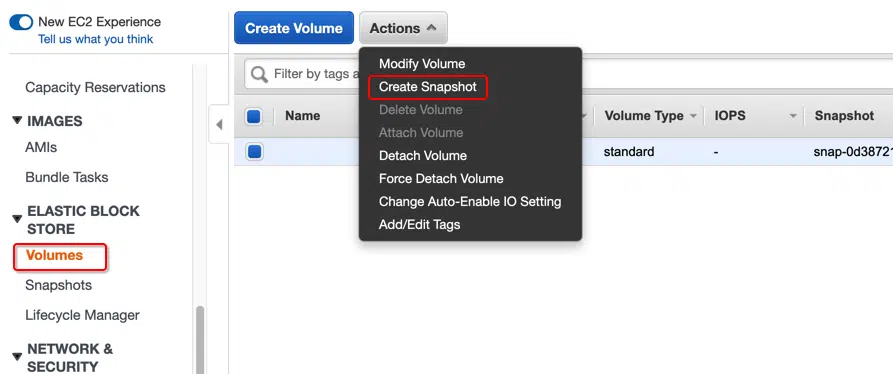 New EC2 Experience
Tell us what you think
Capacity Reservations
IMAGES
AMIs
Bundle Tasks
ELASTIC BLOCK
STORE
Volumes
Snapshots
Lifecycle Manager
NETWORK &
SECURITY
Create Volume
Actions
Filter by tags
Modify Volume
Create Snapshot
Delete Volume
Attach Volume
Detach Volume
Force Detach Volume
Change Auto-Enable IO Setting
Add/Edit Tags
Name Volume Type IOPS Snapshot
standard - snap-0d38721